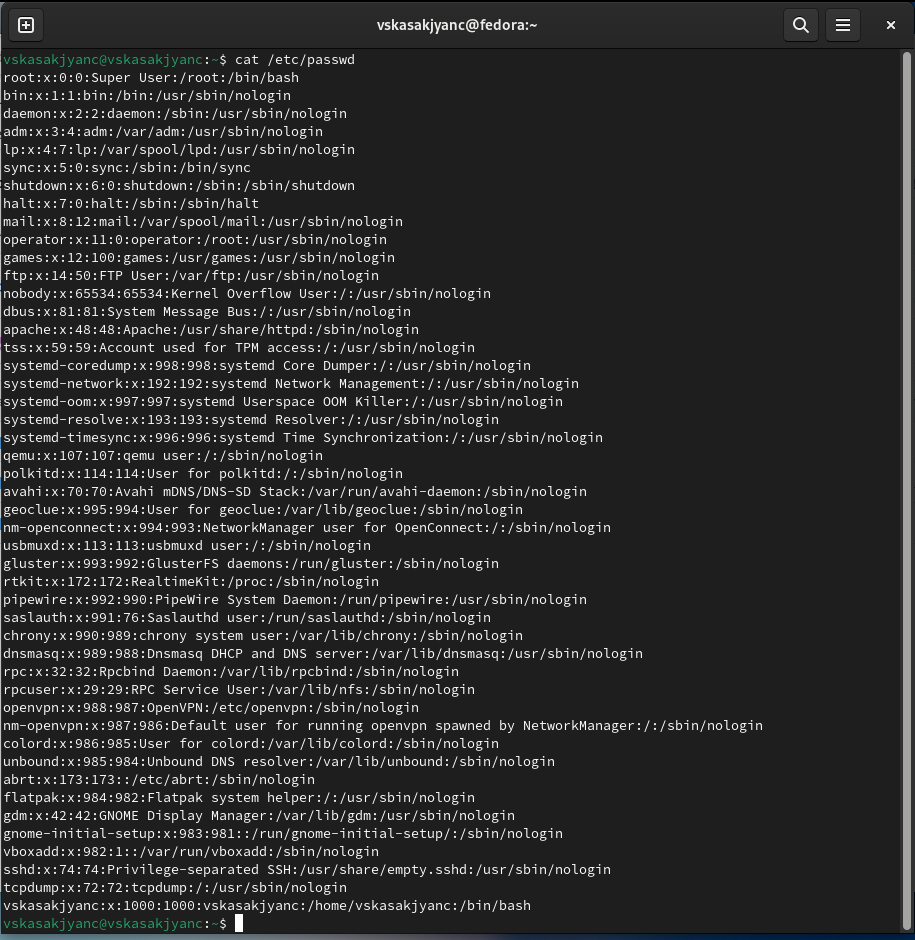 vskasakjyanc@fedora:~
vskasakjyanc@vskasakjyanc:~$ cat /etc/passwd
root:x:0:0:Super User:/root:/bin/bash
bin:x:1:1:bin:/bin:/usr/sbin/nologin
daemon:x:2:2:daemon:/sbin:/usr/sbin/nologin
adm:x:3:4:adm:/var/adm:/usr/sbin/nologin
lp:x:4:7:lp:/var/spool/lpd:/usr/sbin/nologin
sync:x:5:0:sync:/sbin:/bin/sync
shutdown:x:6:0:shutdown:/sbin:/sbin/shutdown
halt:x:7:0:halt:/sbin:/sbin/halt
mail:x:8:12:mail:/var/spool/mail:/usr/sbin/nologin
operator:x:11:0:operator:/root:/usr/sbin/nologin
games:x:12:100:games:/usr/games:/usr/sbin/nologin
ftp:x:14:50:FTP User:/var/ftp:/usr/sbin/nologin
nobody:x:65534:65534:Kernel Overflow User:/:/usr/sbin/nologin
dbus:x:81:81:System Message Bus:/:/usr/sbin/nologin
apache:x:48:48:Apache:/usr/share/httpd:/sbin/nologin
tss:x:59:59:Account used for TPM access:/:/usr/sbin/nologin
systemd-coredump:x:998:998:systemd Core Dumper:/:/usr/sbin/nologin
systemd-network:x:192:192:systemd Network Management:/:/usr/sbin/nologin
systemd-oom:x:997:997:systemd Userspace OOM Killer:/:/usr/sbin/nologin
systemd-resolve:x:193:193:systemd Resolver:/:/usr/sbin/nologin
systemd-timesync:x:996:996:systemd Time Synchronization:/:/usr/sbin/nologin
qemu:x:107:107:qemu user:/:/sbin/nologin
polkitd:x:114:114:User for polkitd:/:/sbin/nologin
avahi:x:70:70:Avahi mDNS/DNS-SD Stack:/var/run/avahi-daemon:/sbin/nologin
geoclue:x:995:994:User for geoclue:/var/lib/geoclue:/sbin/nologin
nm-openconnect:x:994:993:NetworkManager user for OpenConnect:/:/sbin/nologin
usbmuxd:x:113:113:usbmuxd user:/:/sbin/nologin
gluster:x:993:992:GlusterFS daemons:/run/gluster:/sbin/nologin
rtkit:x:172:172:RealtimeKit:/proc:/sbin/nologin
pipewire:x:992:990:PipeWire System Daemon:/run/pipewire:/usr/sbin/nologin
saslauth:x:991:76:Saslauthd user:/run/saslauthd:/sbin/nologin
chrony:x:990:989:chrony system user:/var/lib/chrony:/sbin/nologin
dnsmasq:x:989:988:Dnsmasq DHCP and DNS server:/var/lib/dnsmasq:/usr/sbin/nologin
rpc:x:32:32:Rpcbind Daemon:/var/lib/rpcbind:/sbin/nologin
rpcuser:x:29:29:RPC Service User:/var/lib/nfs:/sbin/nologin
openvpn:x:988:987:OpenVPN:/etc/openvpn:/sbin/nologin
nm-openvpn:x:987:986:Default user for running openvpn spawned by NetworkManager:/:/sbin/nologin
colord:x:986:985:User for colord:/var/lib/colord:/sbin/nologin
unbound:x:985:984:Unbound DNS resolver:/var/lib/unbound:/sbin/nologin
abrt:x:173:173::/etc/abrt:/sbin/nologin
flatpak:x:984:982:Flatpak system helper:/:/usr/sbin/nologin
gdm:x:42:42:GNOME Display Manager:/var/lib/gdm:/usr/sbin/nologin
gnome-initial-setup:x:983:981::/run/gnome-initial-setup/:/sbin/nologin
vboxadd:x:982:1::/var/run/vboxadd:/sbin/nologin
sshd:x:74:74:Privilege-separated SSH:/usr/share/empty.sshd:/usr/sbin/nologin
tcpdump:x:72:72:tcpdump:/:/usr/sbin/nologin
vskasakjyanc:x:1000:1000:vskasakjyanc:/home/vskasakjyanc:/bin/bash
vskasakjyanc@vskasakjyanc:~$